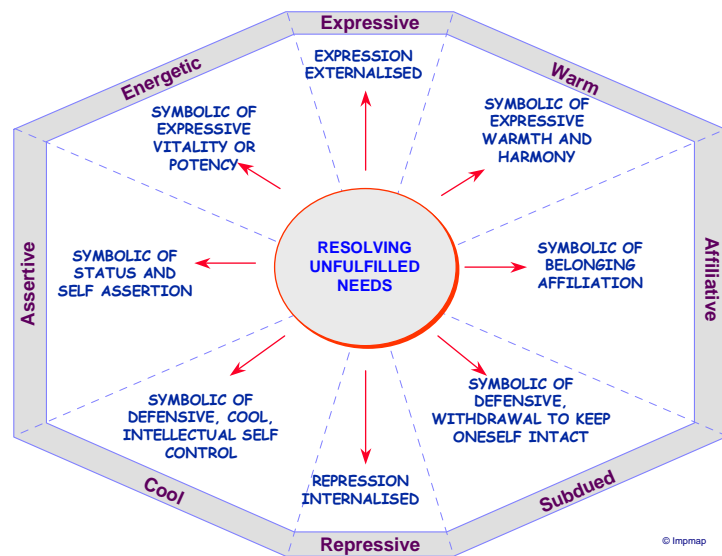 Expressive
Energetic
Warm
EXPRESSION
EXTERNALISED
SYMBOLIC OF
EXPRESSIVE
VITALITY OR
POTENCY
SYMBOLIC OF
EXPRESSIVE
WARMTH AND
HARMONY
Assertive
SYMBOLIC OF
STATUS AND
SELF ASSERTION
RESOLVING
UNFULFILLED
NEEDS
SYMBOLIC OF
BELONGING
AFFILIATION
Affiliative
SYMBOLIC OF
DEFENSIVE, COOL,
INTELLECTUAL SELF
CONTROL
REPRESSION
INTERNALISED
SYMBOLIC OF
DEFENSIVE,
WITHDRAWAL TO KEEP
ONESELF INTACT
Cool
Repressive
Subdued
© Impmap